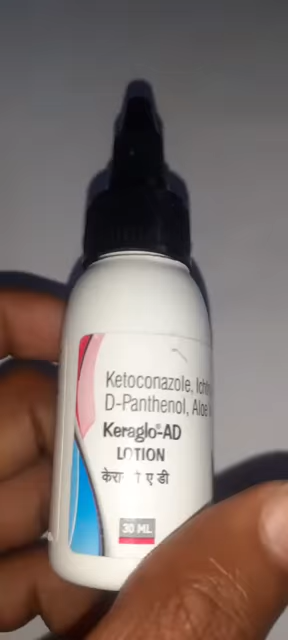 Ketoconazole,
D-Panthenol, Aloe
Keraglo®-AD
LOTION
ए डी
30 ML